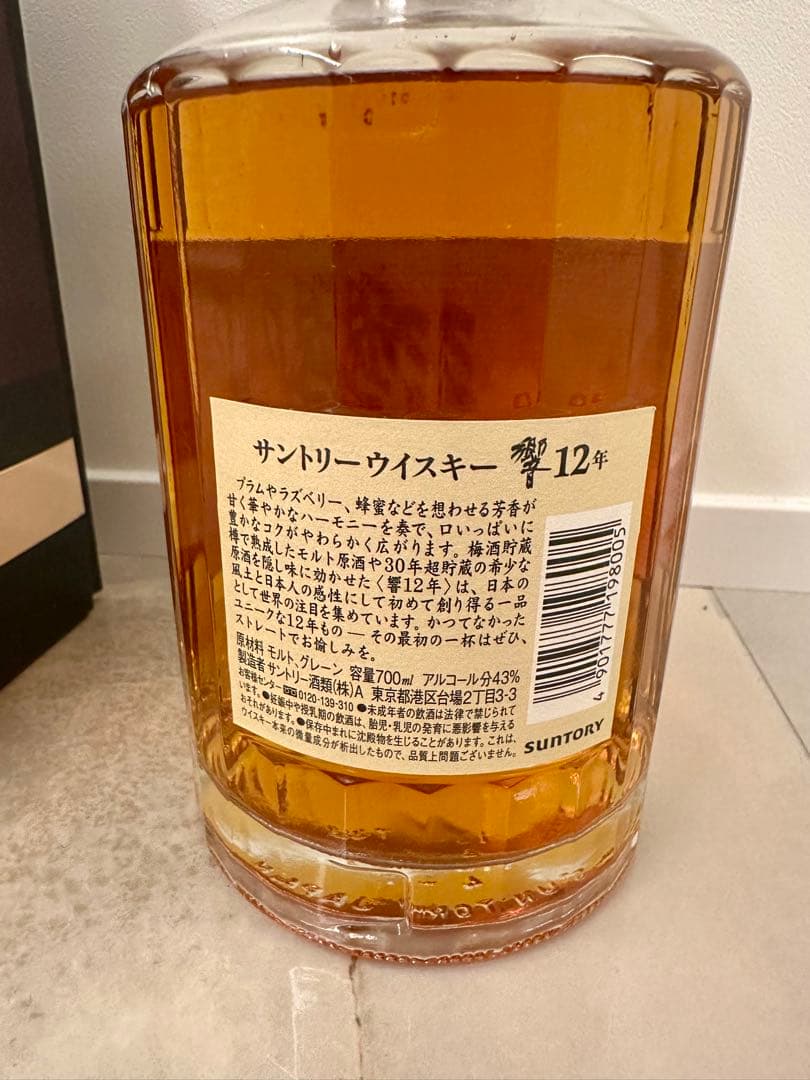 サントリーウイスキー 響 12年
プラムやラズベリー、蜂蜜などを想わせる芳香が
甘く華やかなハーモニーを奏で、口いっぱいに
豊かなコクがやわらかく広がります。梅酒貯蔵
樽で熟成したモルト原酒や30年超貯蔵の希少な
原酒を隠し味に効かせた〈響12年〉は、日本の
風土と日本人の感性にして初めて創り得る一品
として世界の注目を集めています。かつてなかった
ユニークな12年もの ― その最初の一杯はぜひ、
ストレートでお愉しみを。
原材料 モルト、グレーン 容量700ml アルコール分43%
製造者 サントリー酒類(株)A 東京都港区台場2丁目3-3
お客様センター 0120-139-310 ●未成年者の飲酒は法律で禁じられて
います。●妊娠中や授乳期の飲酒は、胎児・乳児の発育に悪影響を与える
おそれがあります。●保存中まれに沈殿物を生じることがあります。これは、
ウイスキー本来の微量成分が析出したもので、品質上問題ございません。
4 901777 198005
SUNTORY